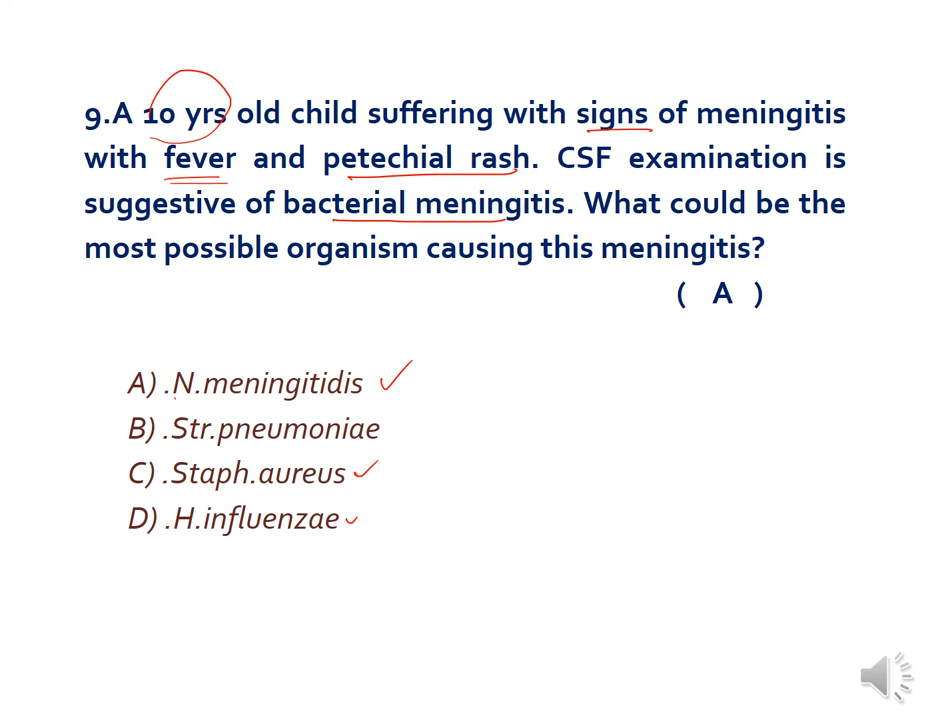 9.A 10 yrs old child suffering with signs of meningitis
with fever and petechial rash. CSF examination is
suggestive of bacterial meningitis. What could be the
most possible organism causing this meningitis?
( A )
A) .N.meningitidis
B) .Str.pneumoniae
C) .Staph.aureus
D) .H.influenzae